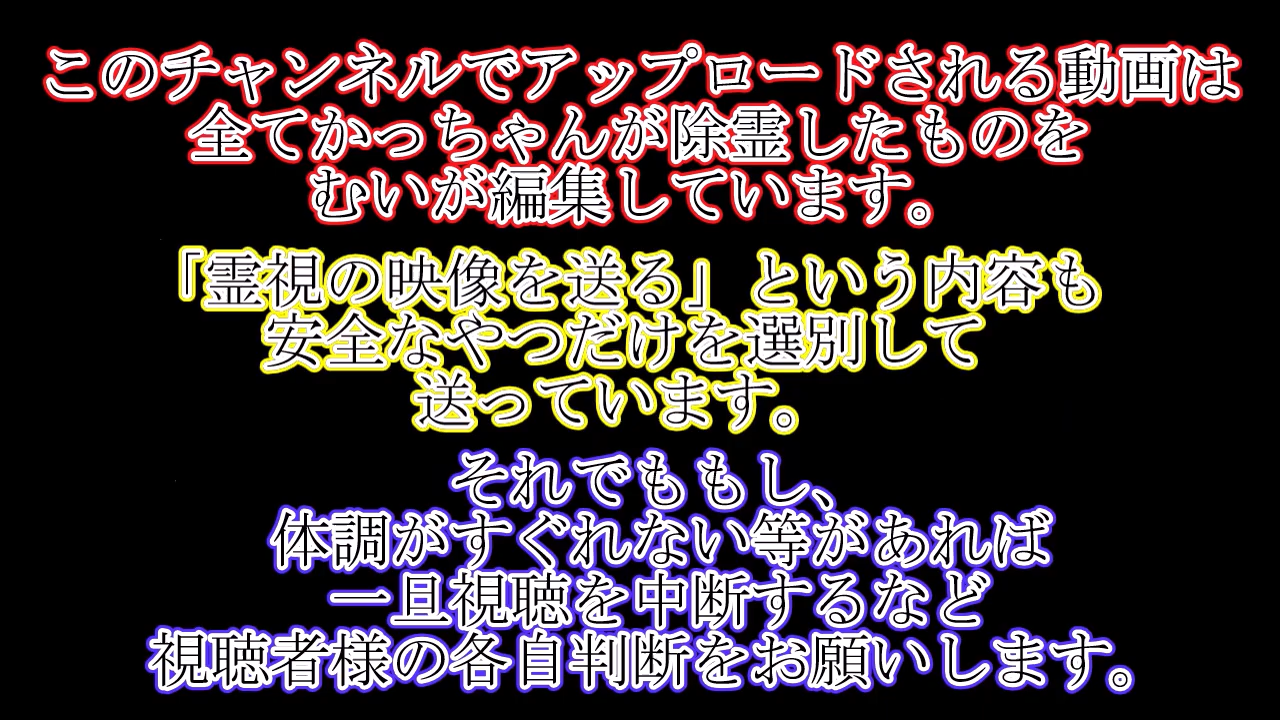 このチャンネルでアップロードされる動画は
全てかっちゃんが除霊したものを
むいが編集しています。
「霊視の映像を送る」という内容も
安全なやつだけを選別して
送っています。
それでももし、
体調がすぐれない等があれば
一旦視聴を中断するなど
視聴者様の各自判断をお願いします。